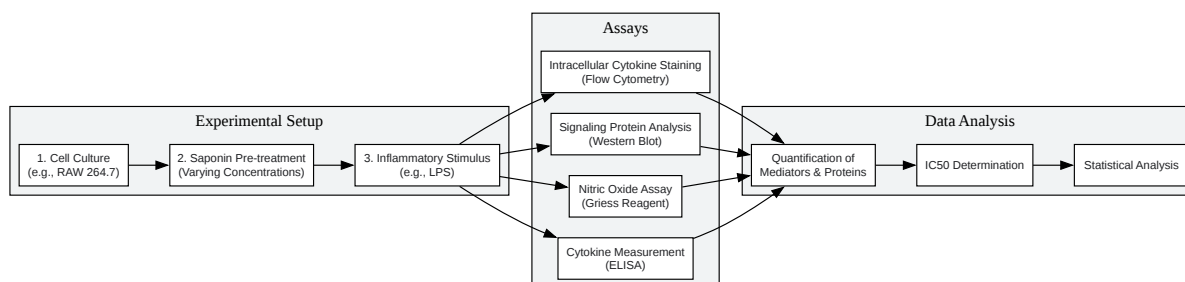 Experimental Setup
1. Cell Culture
(e.g., RAW 264.7)
2. Saponin Pre-treatment
(Varying Concentrations)
3. Inflammatory Stimulus
(e.g., LPS)
Assays
Intracellular Cytokine Staining
(Flow Cytometry)
Signaling Protein Analysis
(Western Blot)
Nitric Oxide Assay
(Griess Reagent)
Cytokine Measurement
(ELISA)
Data Analysis
Quantification of
Mediators & Proteins
IC50 Determination
Statistical Analysis